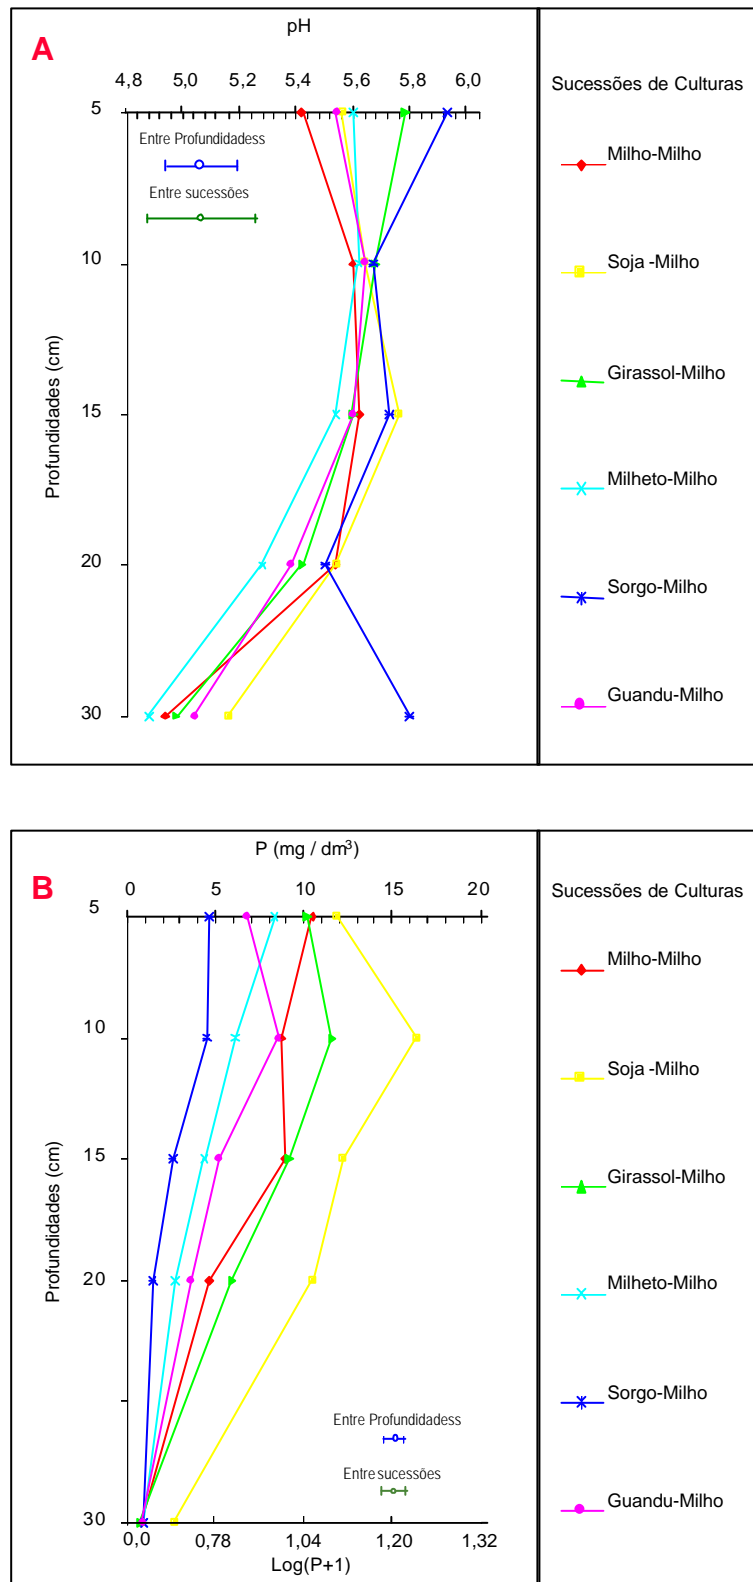 A
pH
4,8 5,0 5,2 5,4 5,6 5,8 6,0
5
Entre Profundidadess
Entre sucessões
10
15
20
30
Profundidades (cm)
Sucessões de Culturas
Milho-Milho
Soja -Milho
Girassol-Milho
Milheto-Milho
Sorgo-Milho
Guandu-Milho
B
P (mg / dm³)
0 5 10 15 20
5
10
15
20
30
Profundidades (cm)
Entre Profundidadess
Entre sucessões
0,0 0,78 1,04 1,20 1,32
Log(P+1)
Sucessões de Culturas
Milho-Milho
Soja -Milho
Girassol-Milho
Milheto-Milho
Sorgo-Milho
Guandu-Milho